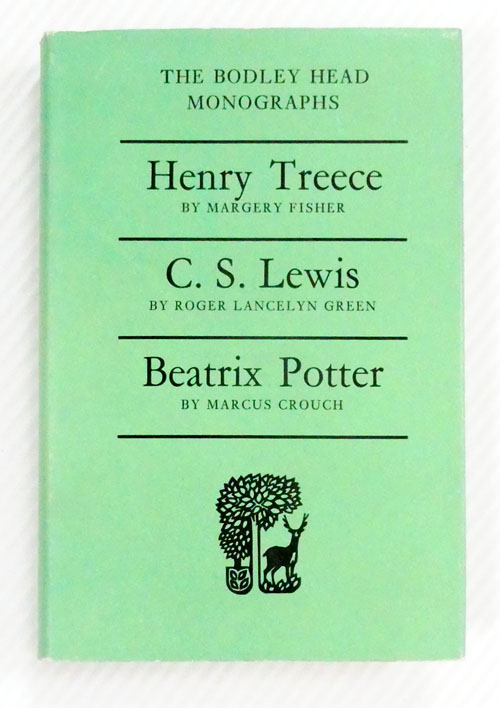 THE BODLEY HEAD
MONOGRAPHS
Henry Treece
BY MARGERY FISHER
C. S. Lewis
BY ROGER LANCELYN GREEN
Beatrix Potter
BY MARCUS CROUCH